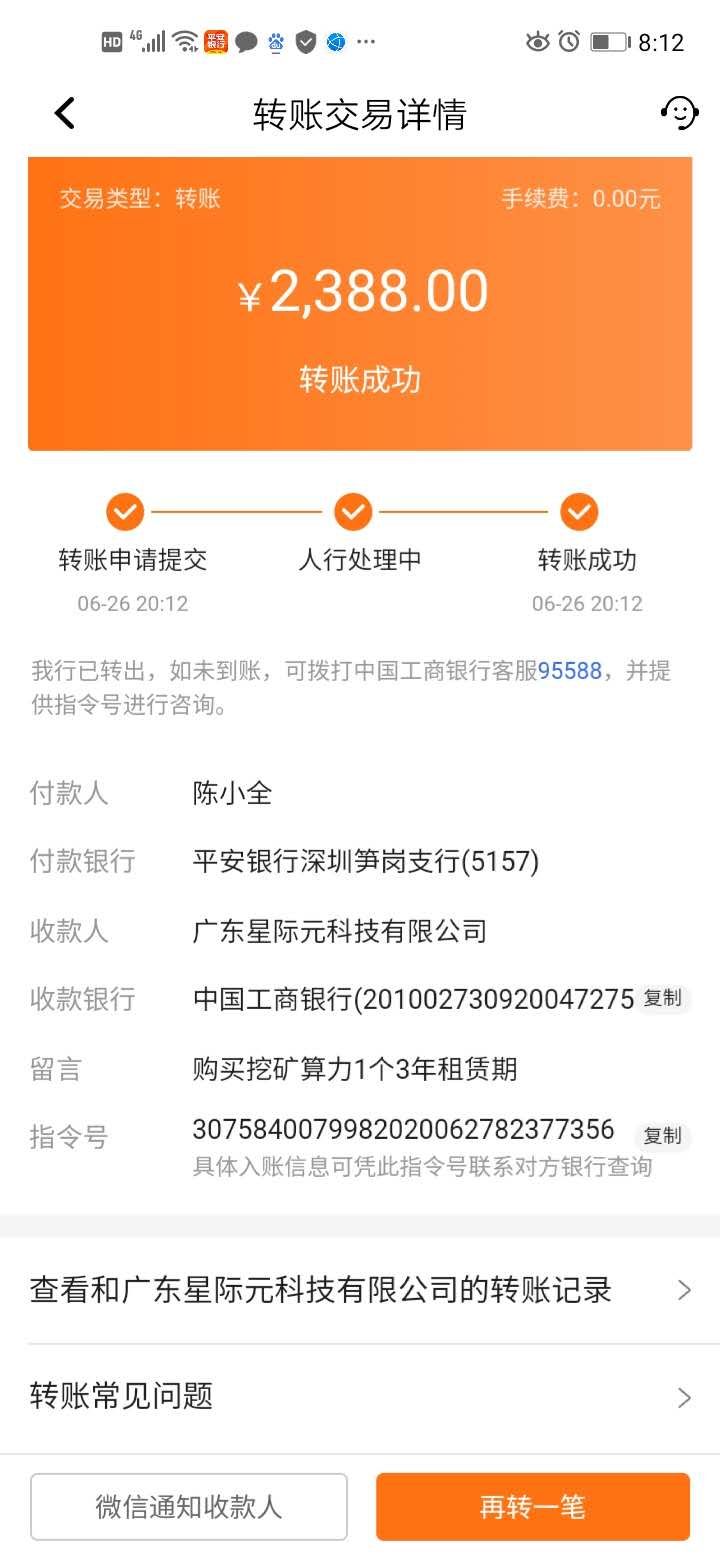 HD 4G 平安银行 8:12
转账交易详情
交易类型：转账 手续费：0.00元
¥2,388.00
转账成功
转账申请提交 人行处理中 转账成功
06-26 20:12 06-26 20:12
我行已转出，如未到账，可拨打中国工商银行客服95588，并提
供指令号进行咨询。
付款人 陈小全
付款银行 平安银行深圳笋岗支行(5157)
收款人 广东星际元科技有限公司
收款银行 中国工商银行(201002730920047275 复制
留言 购买挖矿算力1个3年租赁期
指令号 3075840079982020062782377356 复制
具体入账信息可凭此指令号联系对方银行查询
查看和广东星际元科技有限公司的转账记录
转账常见问题
微信通知收款人 再转一笔